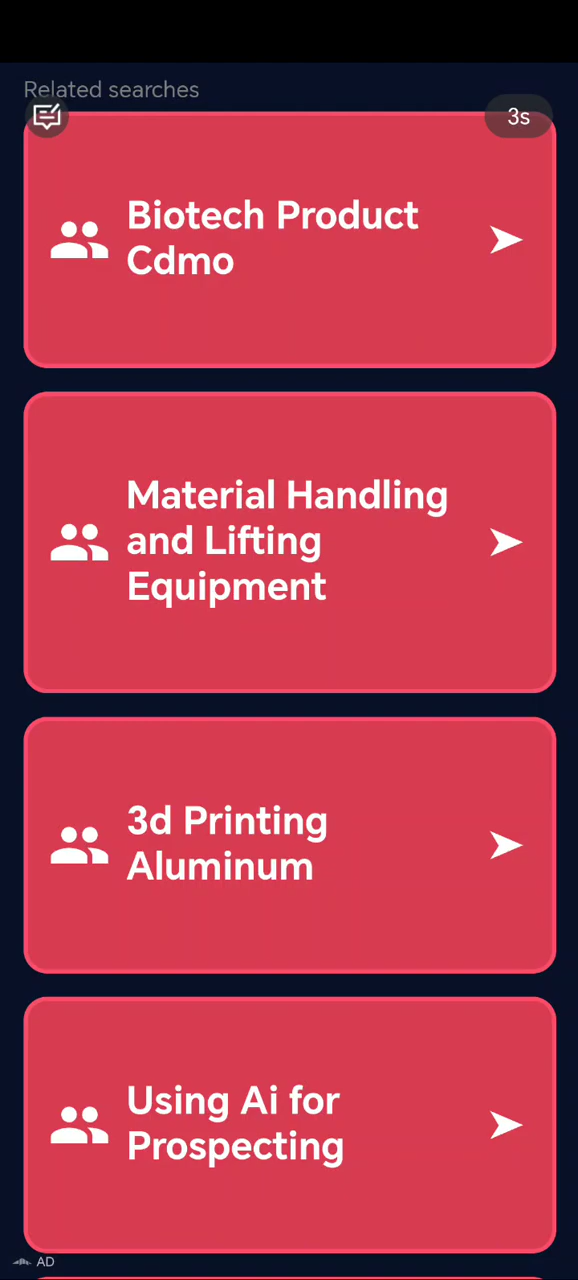 Related searches
3s
Biotech Product
Cdmo
Material Handling
and Lifting
Equipment
3d Printing
Aluminum
Using Ai for
Prospecting
AD